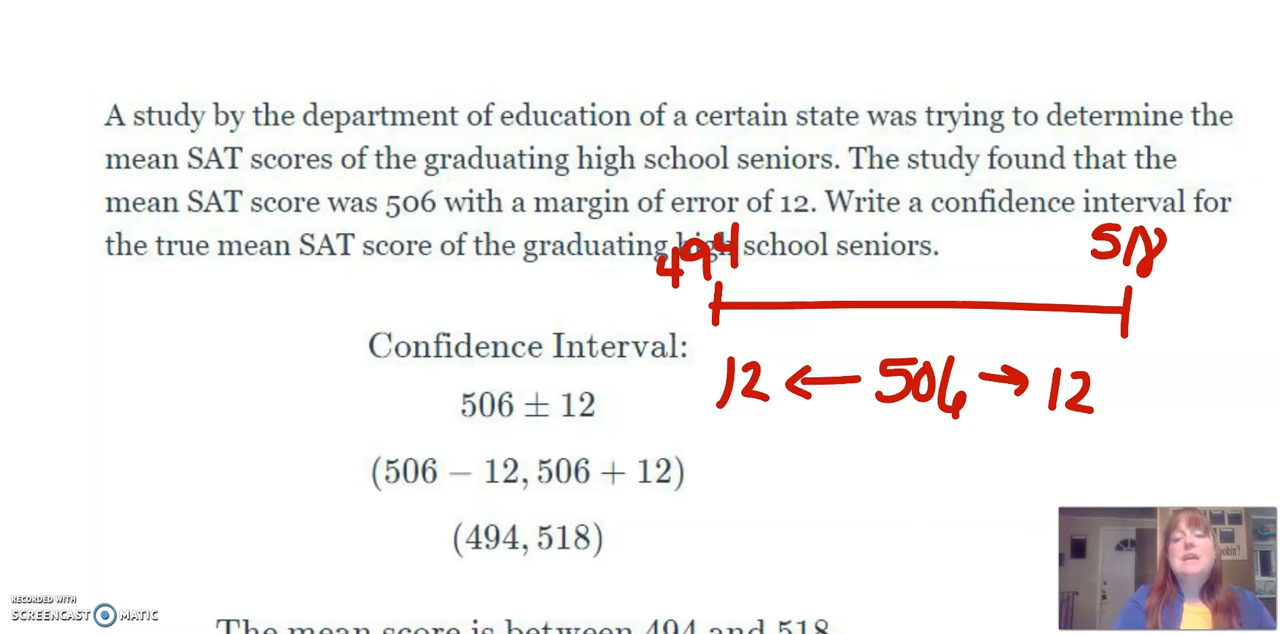 A study by the department of education of a certain state was trying to determine the
mean SAT scores of the graduating high school seniors. The study found that the
mean SAT score was 506 with a margin of error of 12. Write a confidence interval for
the true mean SAT score of the graduating high school seniors.
494
518
Confidence Interval:
12 ← 506 → 12
506 ± 12
(506 − 12, 506 + 12)
(494, 518)
ookin'?
RECORDED WITH
SCREENCAST MATIC
The mean score is between 494 and 518